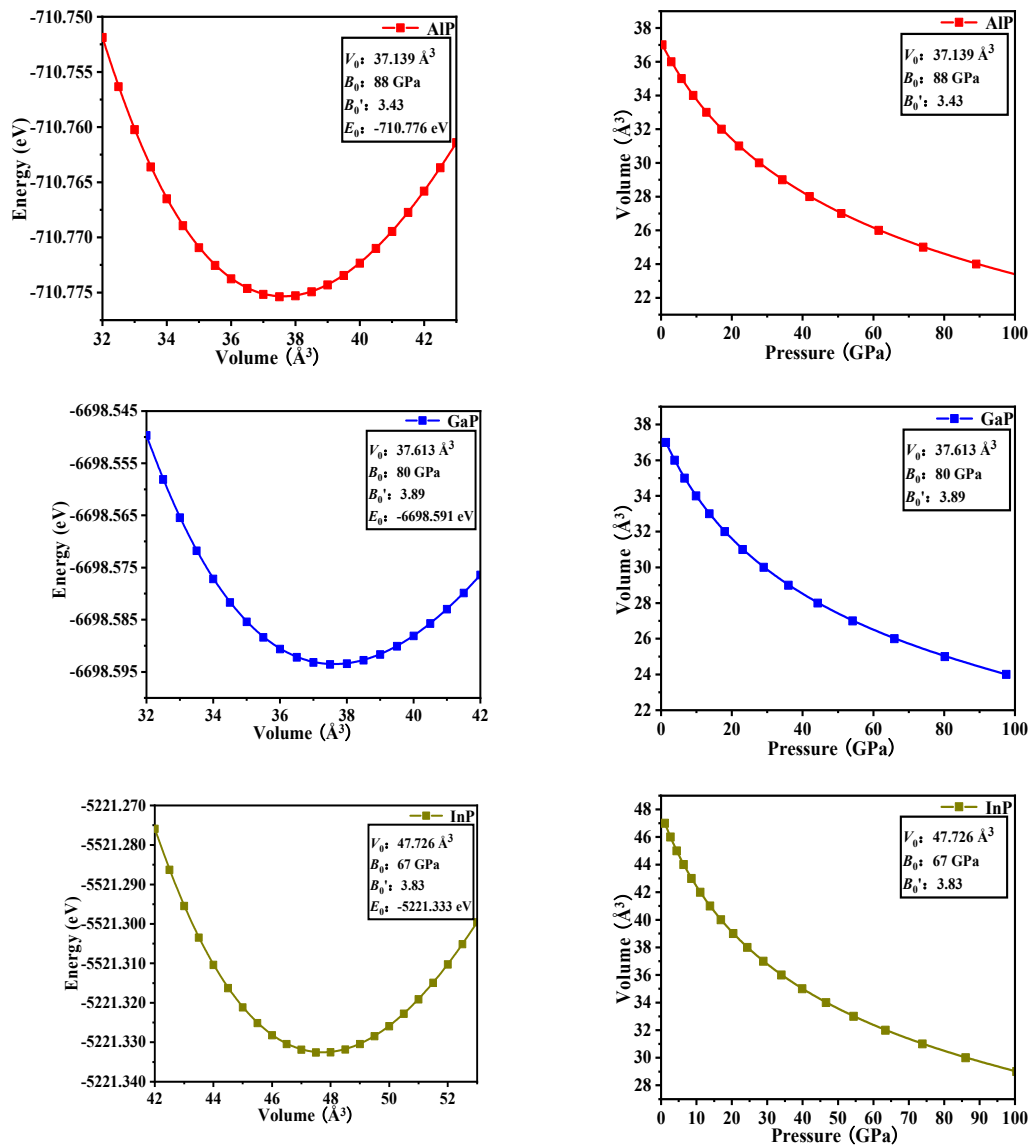 -710.750
-710.755
-710.760
-710.765
-710.770
-710.775
Energy (eV)
32 34 36 38 40 42
Volume (Å³)
AlP
V₀: 37.139 Å³
B₀: 88 GPa
B₀': 3.43
E₀: -710.776 eV
38
36
34
32
30
28
26
24
22
Volume (Å³)
0 20 40 60 80 100
Pressure (GPa)
AlP
V₀: 37.139 Å³
B₀: 88 GPa
B₀': 3.43
-6698.545
-6698.555
-6698.565
-6698.575
-6698.585
-6698.595
Energy (eV)
32 34 36 38 40 42
Volume (Å³)
GaP
V₀: 37.613 Å³
B₀: 80 GPa
B₀': 3.89
E₀: -6698.591 eV
38
36
34
32
30
28
26
24
22
Volume (Å³)
0 20 40 60 80 100
Pressure (GPa)
GaP
V₀: 37.613 Å³
B₀: 80 GPa
B₀': 3.89
-5221.270
-5521.280
-5521.290
-5221.300
-5221.310
-5221.320
-5221.330
-5221.340
Energy (eV)
42 44 46 48 50 52
Volume (Å³)
InP
V₀: 47.726 Å³
B₀: 67 GPa
B₀': 3.83
E₀: -5221.333 eV
48
46
44
42
40
38
36
34
32
30
28
Volume (Å³)
0 10 20 30 40 50 60 70 80 90 100
Pressure (GPa)
InP
V₀: 47.726 Å³
B₀: 67 GPa
B₀': 3.83